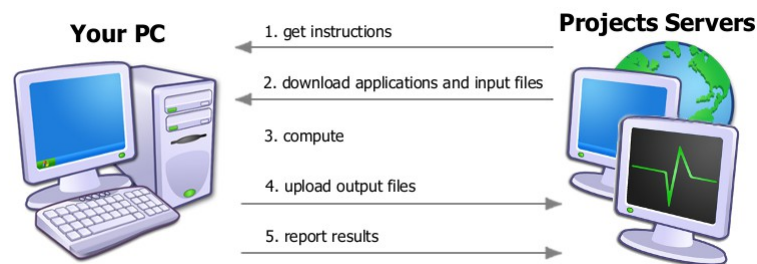 Your PC
Projects Servers
1. get instructions
2. download applications and input files
3. compute
4. upload output files
5. report results